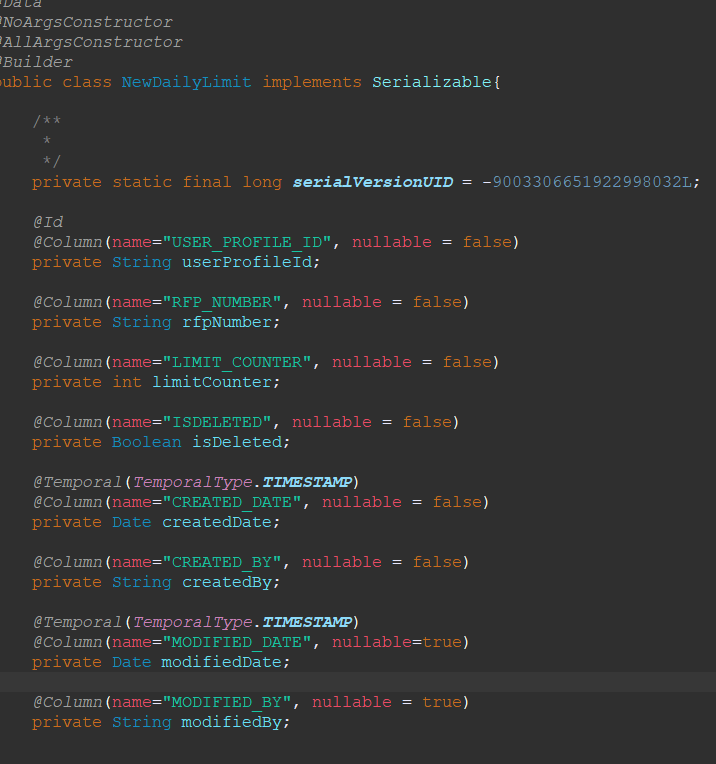 @Data
@NoArgsConstructor
@AllArgsConstructor
@Builder
public class NewDailyLimit implements Serializable{
/**
*
*/
private static final long serialVersionUID = -9003306651922998032L;
@Id
@Column(name="USER_PROFILE_ID", nullable = false)
private String userProfileId;
@Column(name="RFP_NUMBER", nullable = false)
private String rfpNumber;
@Column(name="LIMIT_COUNTER", nullable = false)
private int limitCounter;
@Column(name="ISDELETED", nullable = false)
private Boolean isDeleted;
@Temporal(TemporalType.TIMESTAMP)
@Column(name="CREATED_DATE", nullable = false)
private Date createdDate;
@Column(name="CREATED_BY", nullable = false)
private String createdBy;
@Temporal(TemporalType.TIMESTAMP)
@Column(name="MODIFIED_DATE", nullable=true)
private Date modifiedDate;
@Column(name="MODIFIED_BY", nullable = true)
private String modifiedBy;